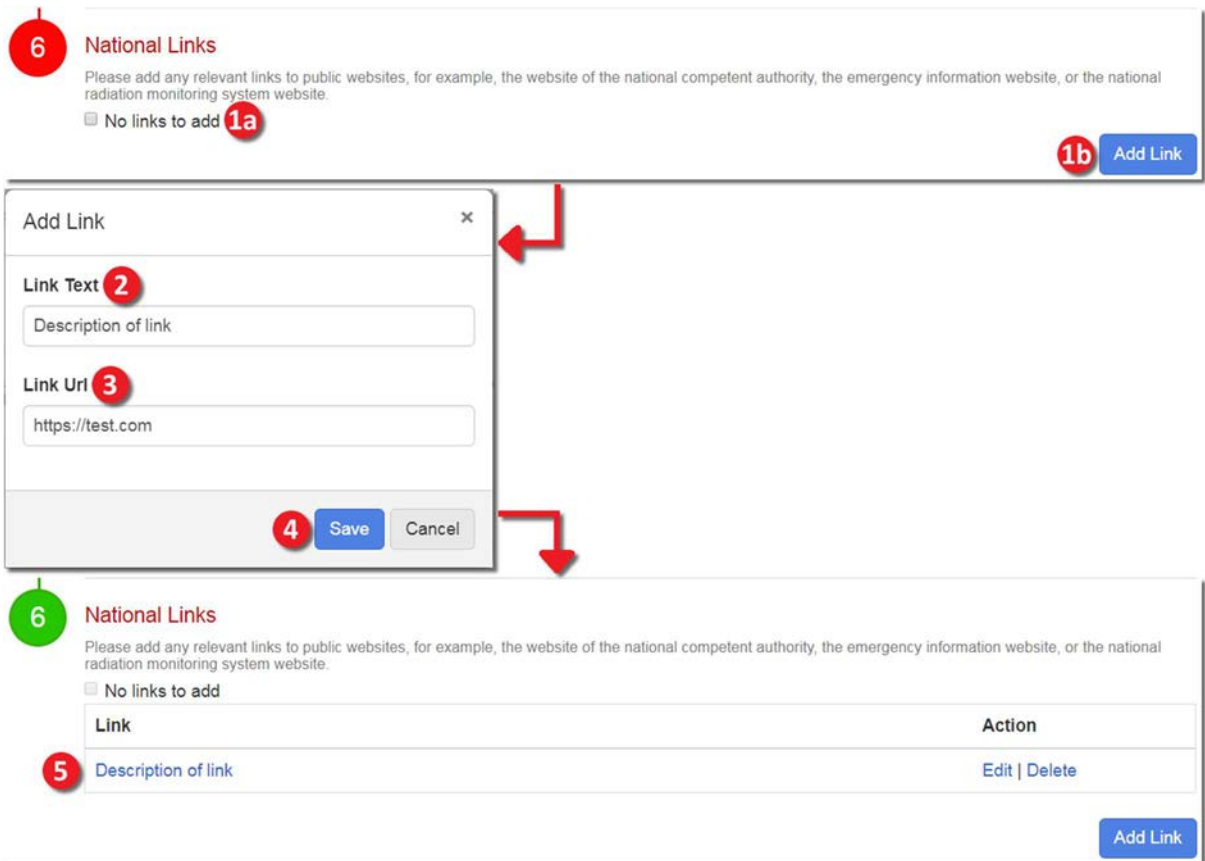 6
National Links
Please add any relevant links to public websites, for example, the website of the national competent authority, the emergency information website, or the national
radiation monitoring system website.
No links to add 1a
1b Add Link
Add Link ×
Link Text 2
Description of link
Link Url 3
https://test.com
4 Save Cancel
6
National Links
Please add any relevant links to public websites, for example, the website of the national competent authority, the emergency information website, or the national
radiation monitoring system website.
No links to add
Link Action
5 Description of link Edit | Delete
Add Link